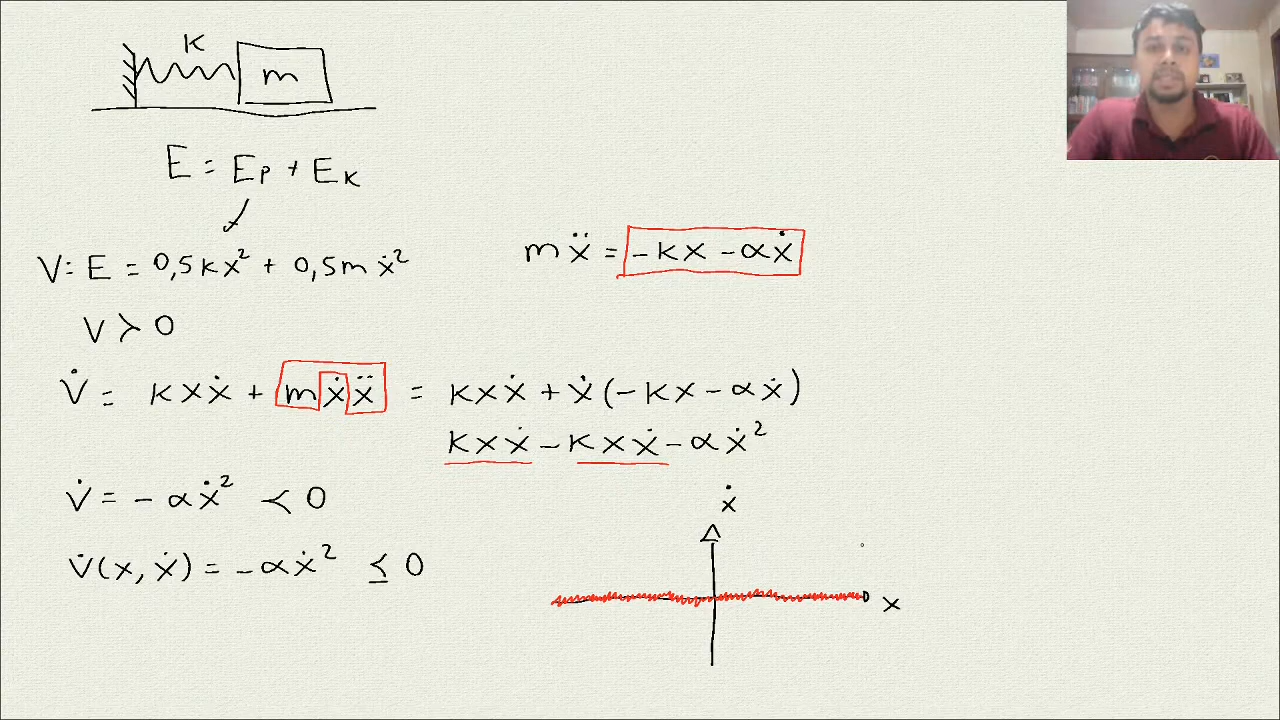 K
m
E = Eₚ + Eₖ
V = E = 0,5kx² + 0,5mẋ²
mẍ = -kx - αẋ
V ≻ 0
V̇ = kxẋ + mẋẍ = kxẋ + ẋ(-kx - αẋ)
kxẋ - kxẋ - αẋ²
V̇ = -αẋ² ≺ 0
ẋ
V̇(x, ẋ) = -αẋ² ⪯ 0
x